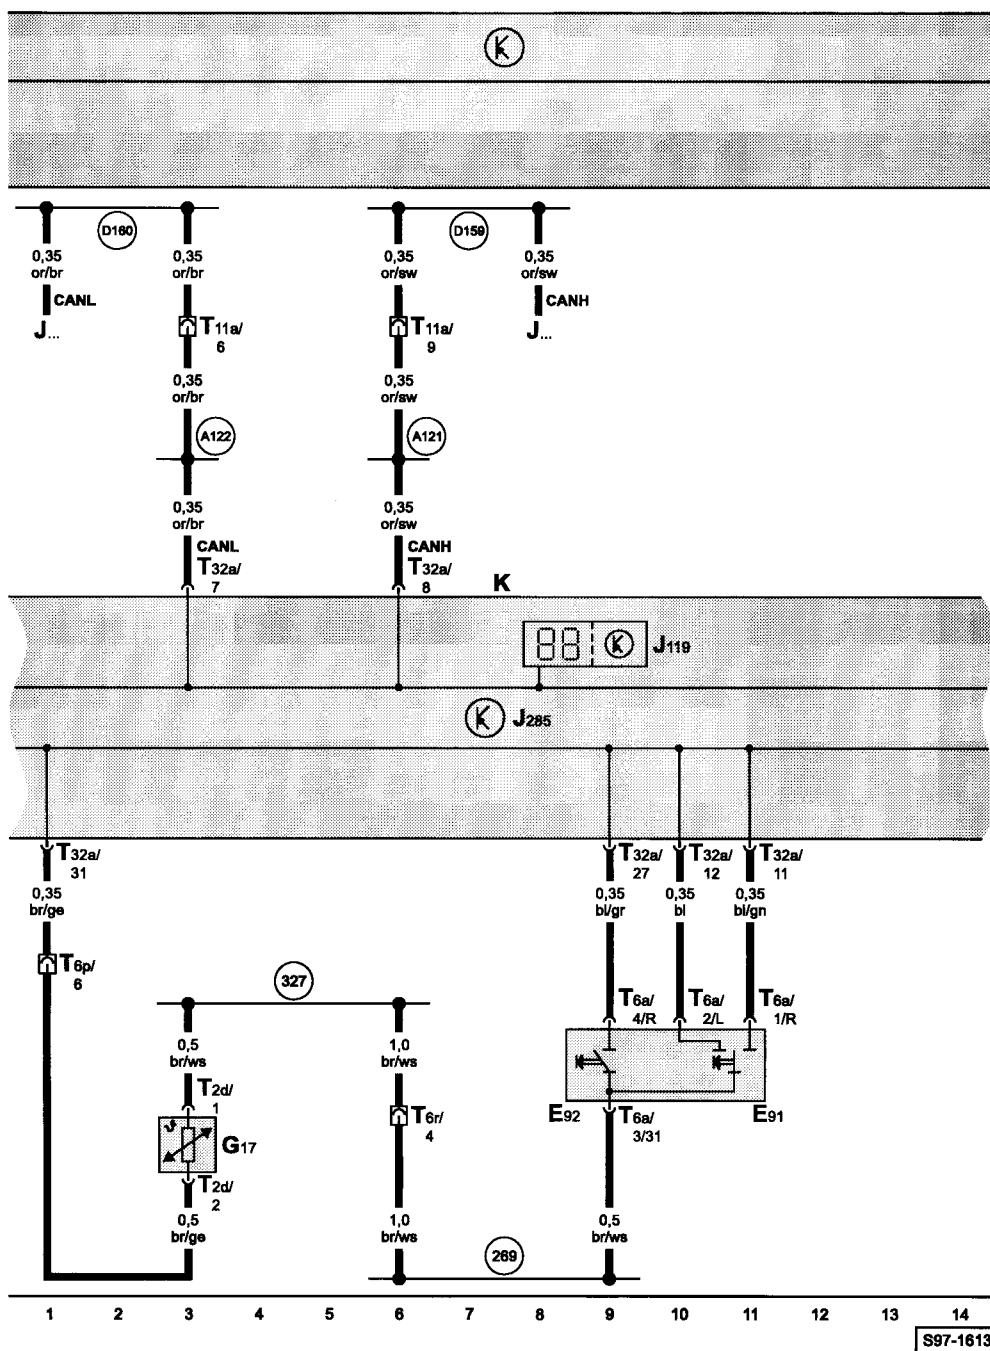 K
D160 D159
0,35 0,35 0,35 0,35
or/br or/br or/sw or/sw
CANL CANH
J... T11a/ T11a/ J...
6 9
0,35 0,35
or/br or/sw
A122 A121
0,35 0,35
or/br or/sw
CANL CANH
T32a/ T32a/ K
7 8
88 K J119
K J285
T32a/ T32a/ T32a/ T32a/
31 27 12 11
0,35 0,35 0,35 0,35
br/ge bl/gr bl bl/gn
T6p/
6
327
T6a/ T6a/ T6a/
4/R 2/L 1/R
0,5 1,0
br/ws br/ws
T2d/
1
T6r/
4
E92 T6a/ E91
3/31
G17
T2d/
2
0,5 1,0 0,5
br/ge br/ws br/ws
269
1 2 3 4 5 6 7 8 9 10 11 12 13 14
S97-1613